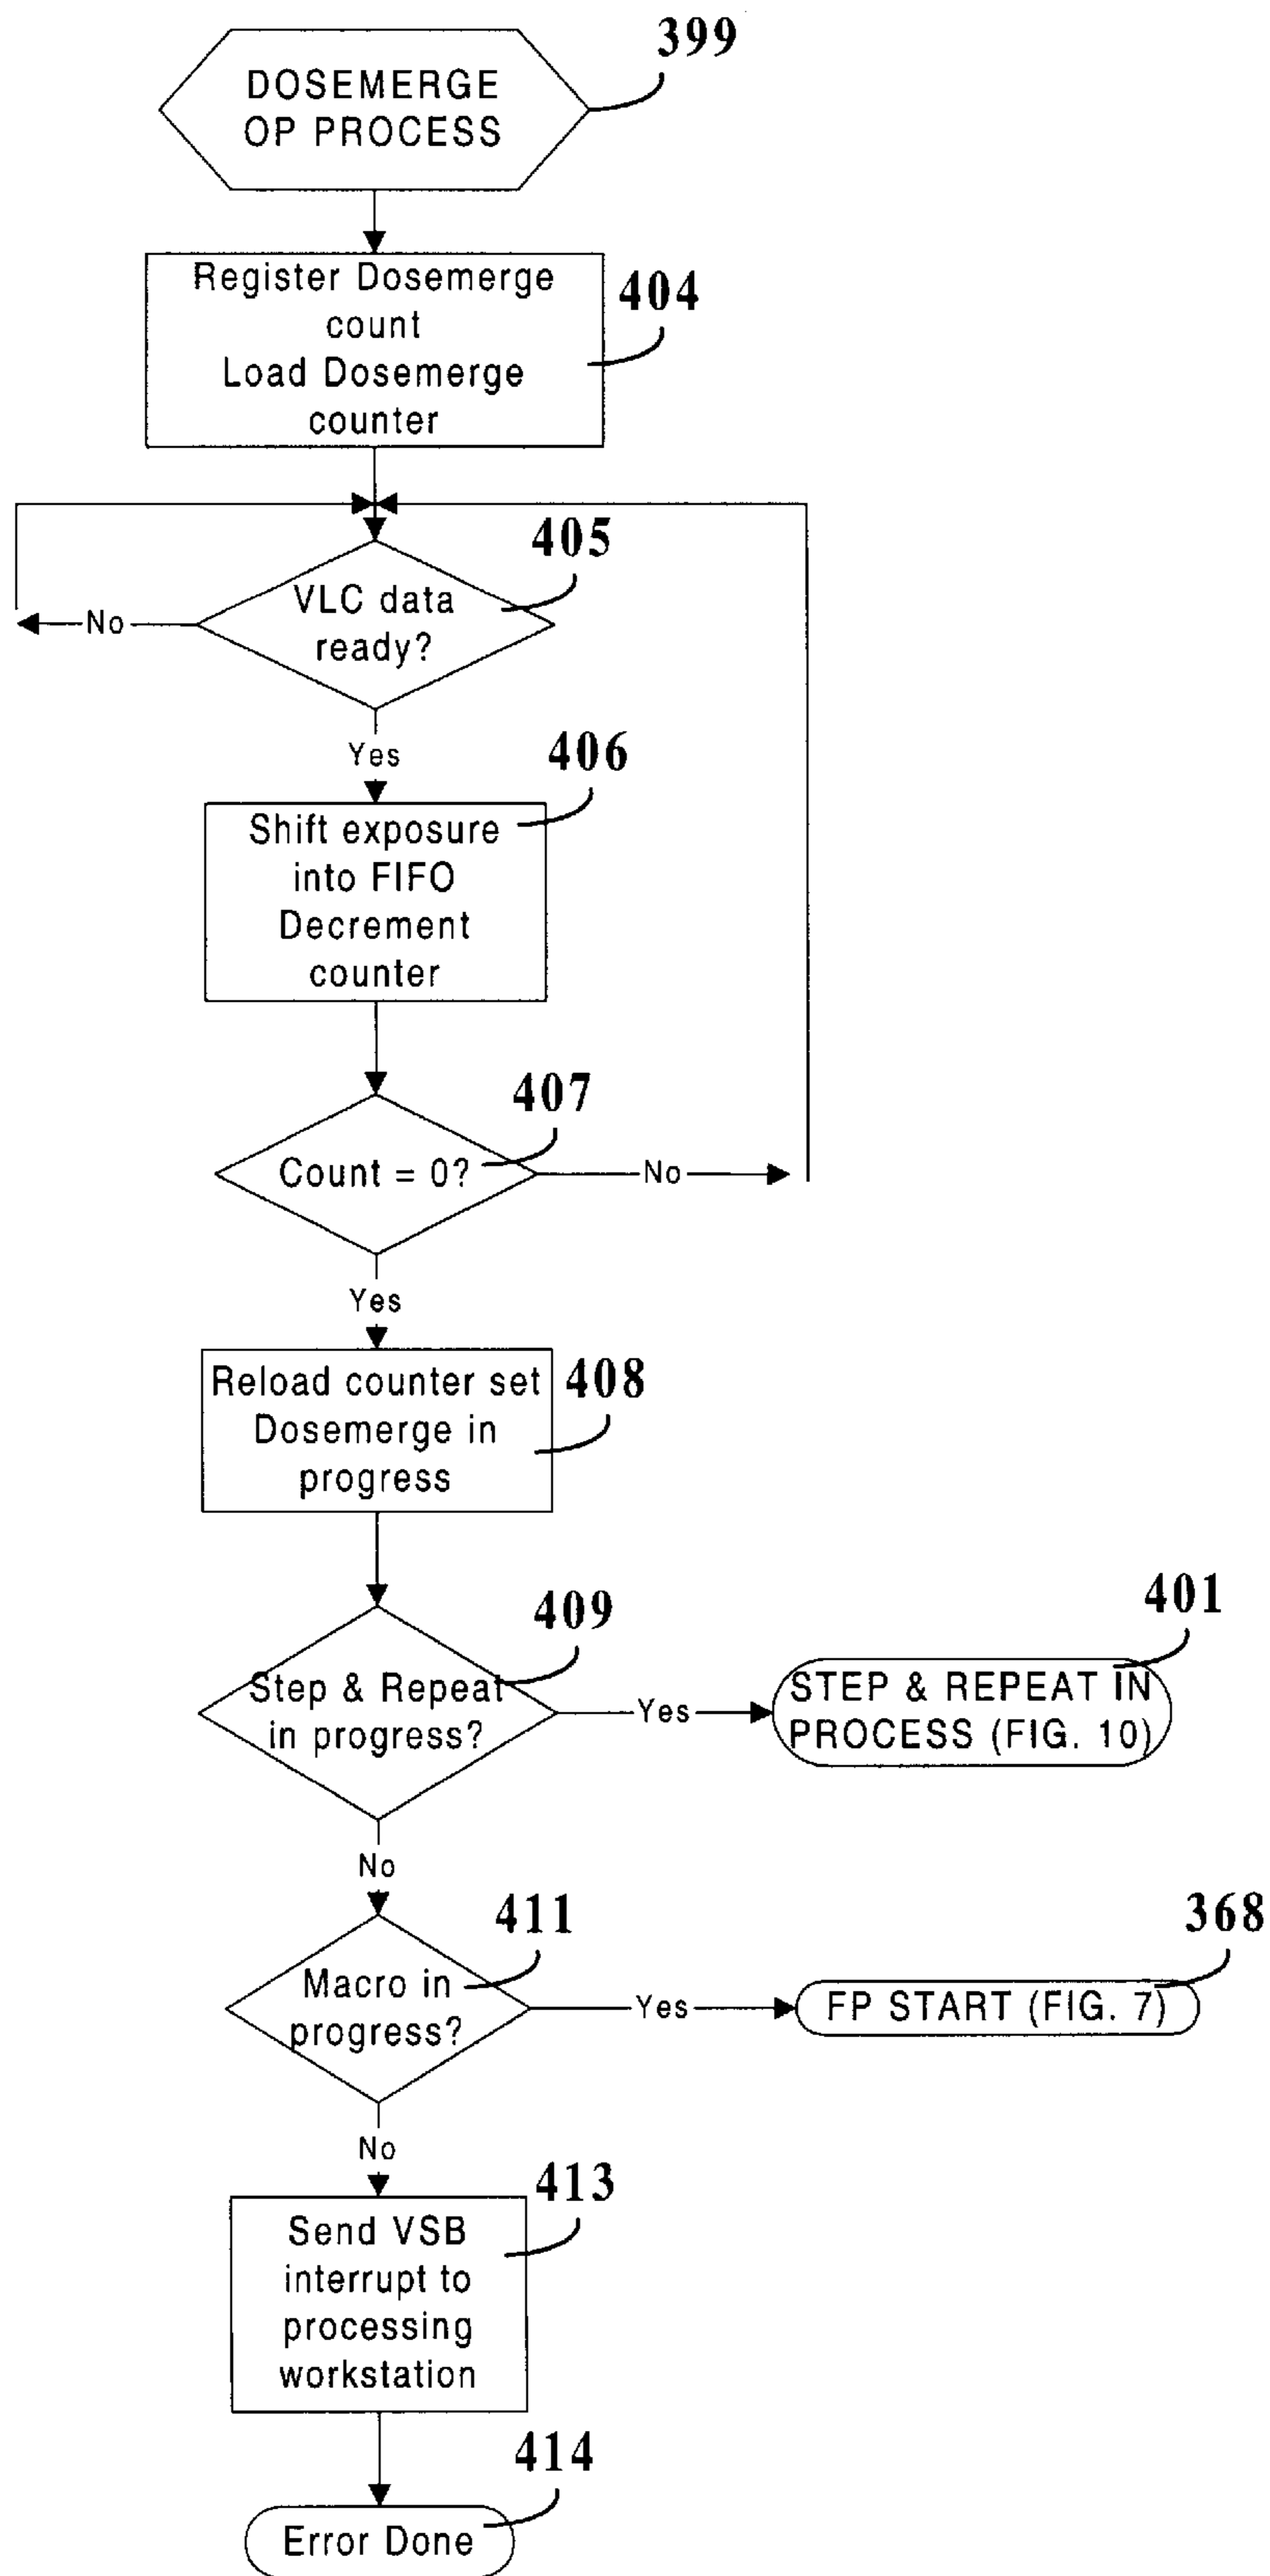 399
DOSEMERGE
OP PROCESS
Register Dosemerge
count
Load Dosemerge
counter
404
405
VLC data
ready?
No
Yes
406
Shift exposure
into FIFO
Decrement
counter
407
Count = 0?
No
Yes
Reload counter set
Dosemerge in
progress
408
409
Step & Repeat
in progress?
Yes
401
STEP & REPEAT IN
PROCESS (FIG. 10)
No
411
Macro in
progress?
Yes
368
FP START (FIG. 7)
No
413
Send VSB
interrupt to
processing
workstation
414
Error Done